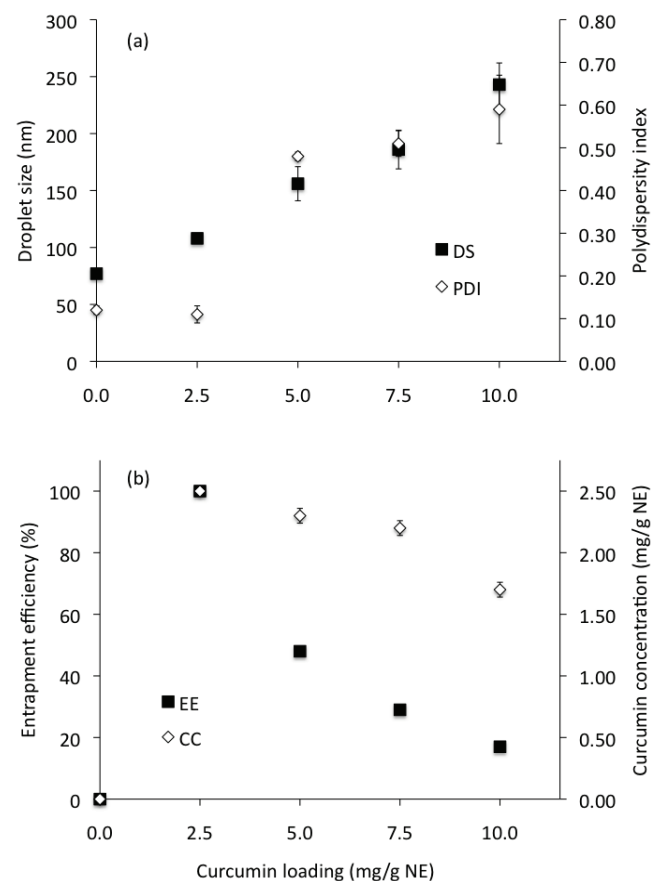 (a)
300
250
200
150
100
50
0
Droplet size (nm)
0.80
0.70
0.60
0.50
0.40
0.30
0.20
0.10
0.00
Polydispersity index
DS
PDI
0.0 2.5 5.0 7.5 10.0
(b)
100
80
60
40
20
0
Entrapment efficiency (%)
2.50
2.00
1.50
1.00
0.50
0.00
Curcumin concentration (mg/g NE)
EE
CC
0.0 2.5 5.0 7.5 10.0
Curcumin loading (mg/g NE)